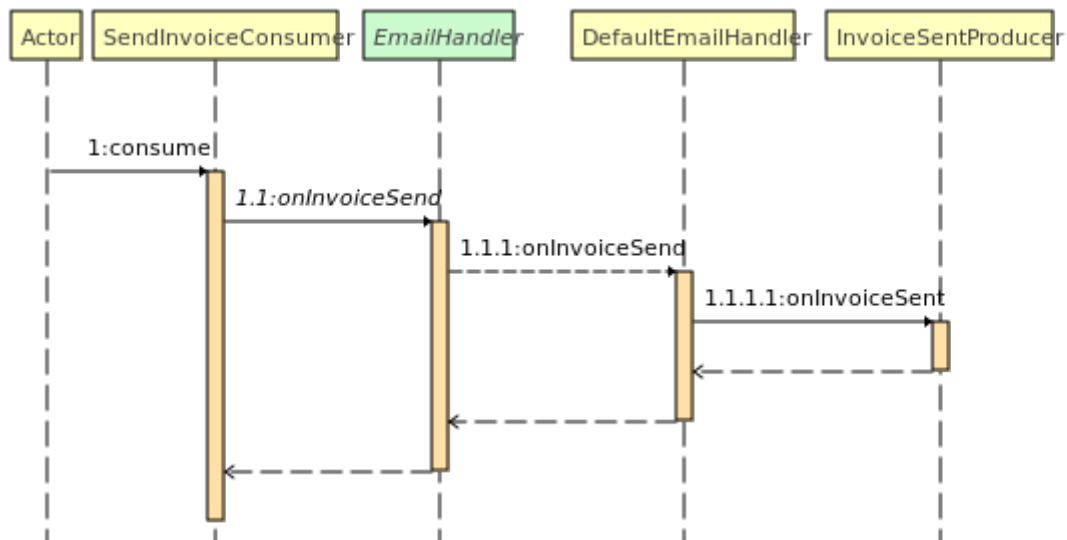 Actor
SendInvoiceConsumer
EmailHandler
DefaultEmailHandler
InvoiceSentProducer
1:consume
1.1:onInvoiceSend
1.1.1:onInvoiceSend
1.1.1.1:onInvoiceSent